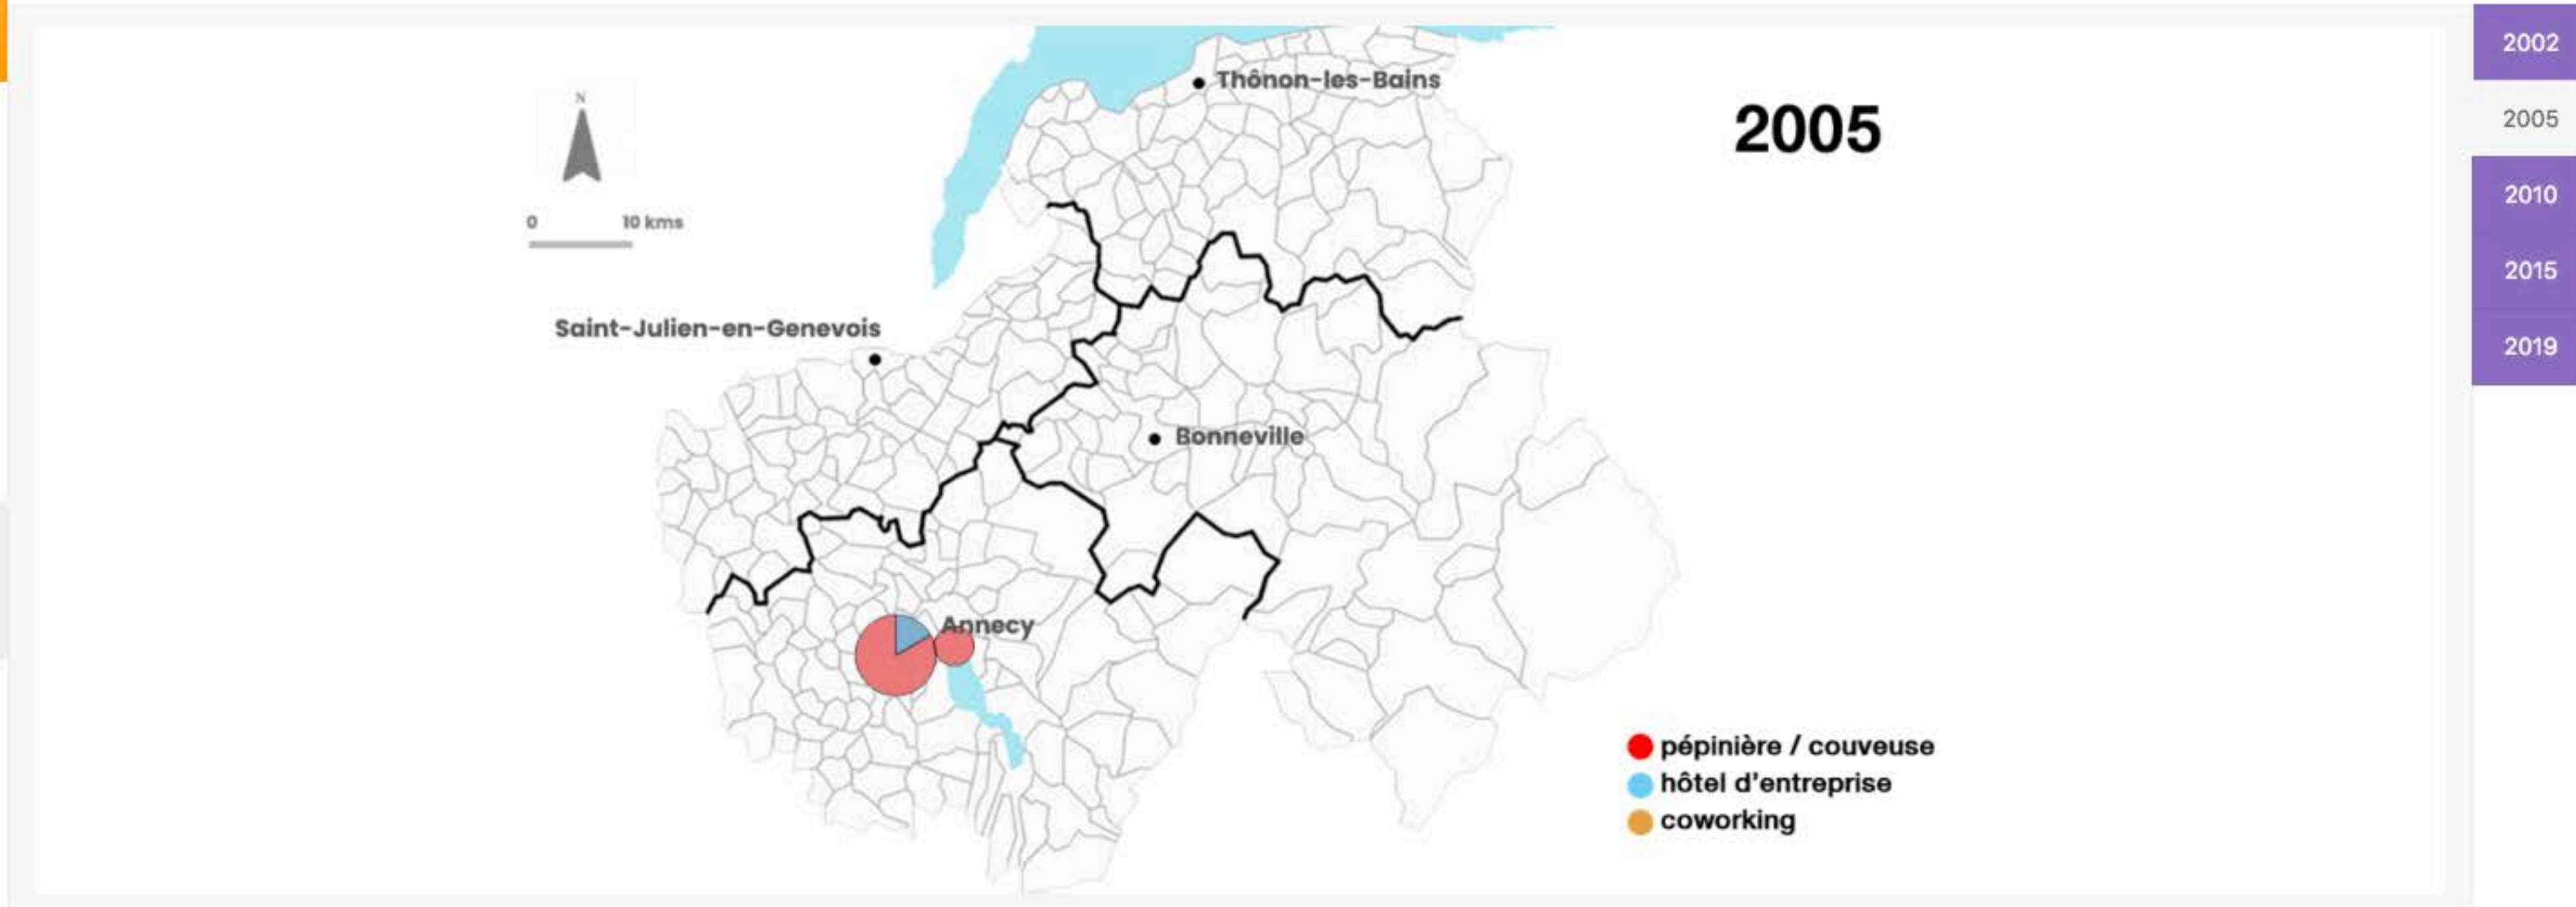 2002
Thônon-les-Bains
2005
2005
N
2010
0 10 kms
2015
Saint-Julien-en-Genevois
2019
Bonneville
Annecy
pépinière / couveuse
hôtel d'entreprise
coworking